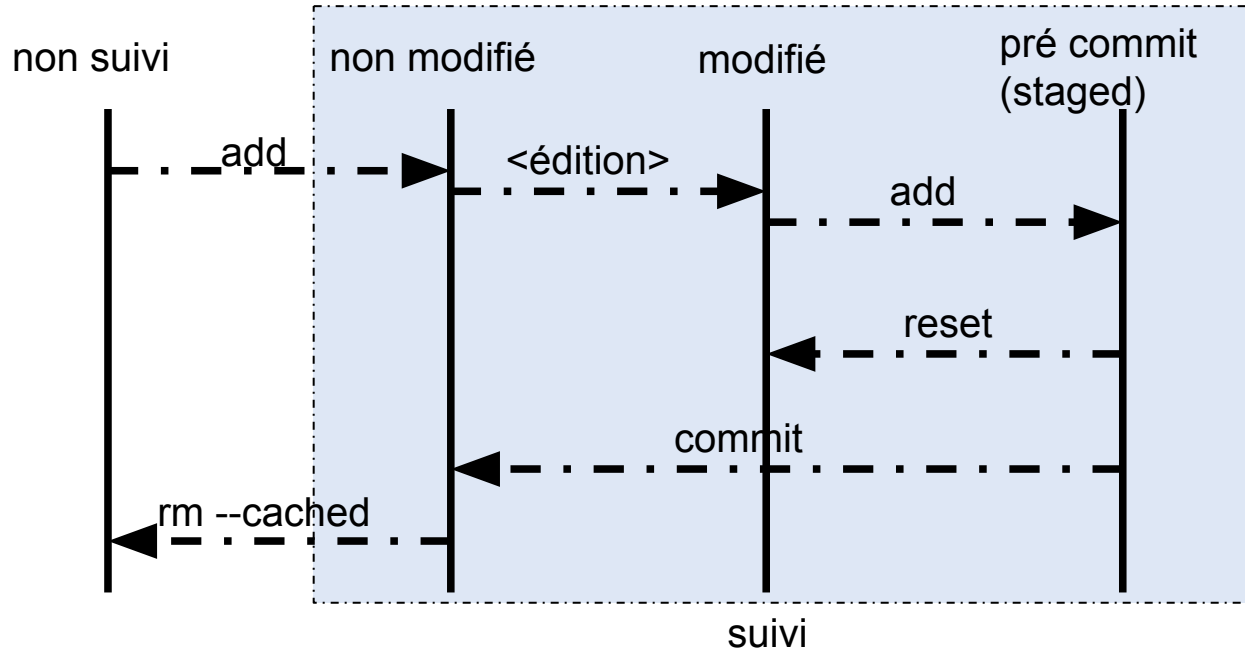 non suivi
non modifié
modifié
pré commit
(staged)
add
<édition>
add
reset
commit
rm --cached
suivi